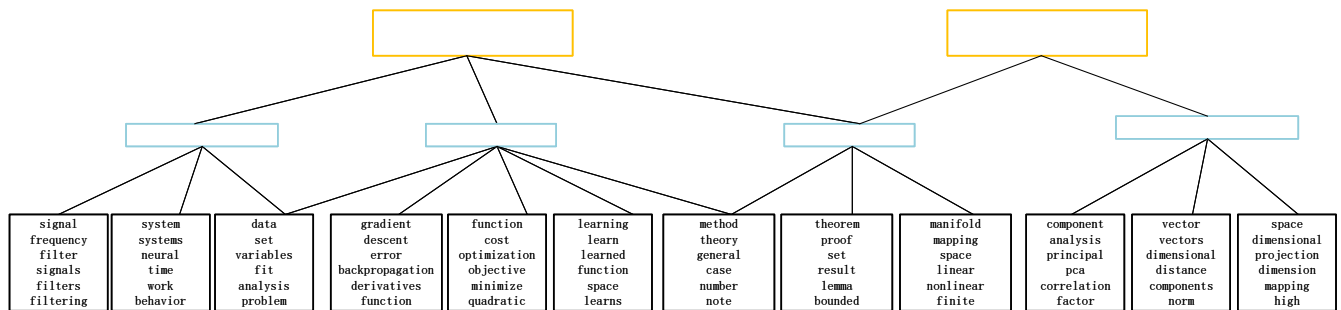 signal
frequency
filter
signals
filters
filtering
system
systems
neural
time
work
behavior
data
set
variables
fit
analysis
problem
gradient
descent
error
backpropagation
derivatives
function
function
cost
optimization
objective
minimize
quadratic
learning
learn
learned
function
space
learns
method
theory
general
case
number
note
theorem
proof
set
result
lemma
bounded
manifold
mapping
space
linear
nonlinear
finite
component
analysis
principal
pca
correlation
factor
vector
vectors
dimensional
distance
components
norm
space
dimensional
projection
dimension
mapping
high